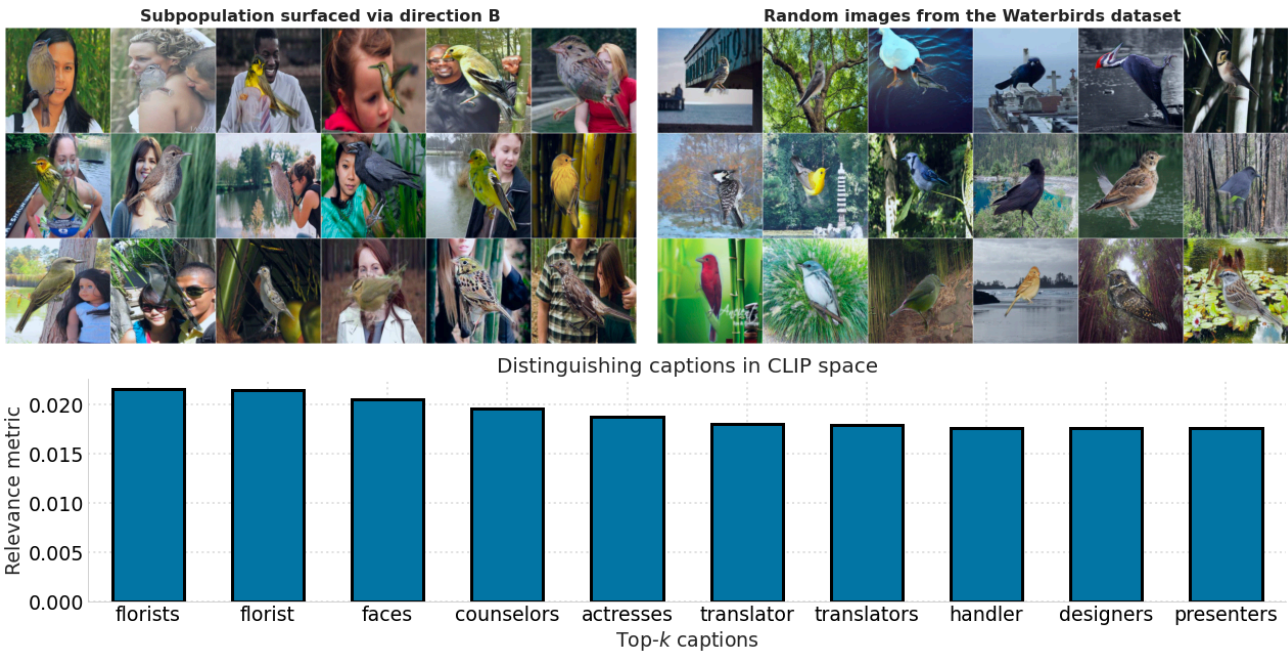 Subpopulation surfaced via direction B
Random images from the Waterbirds dataset
Distinguishing captions in CLIP space
Relevance metric
0.020
0.015
0.010
0.005
0.000
florists florist faces counselors actresses translator translators handler designers presenters
Top-k captions